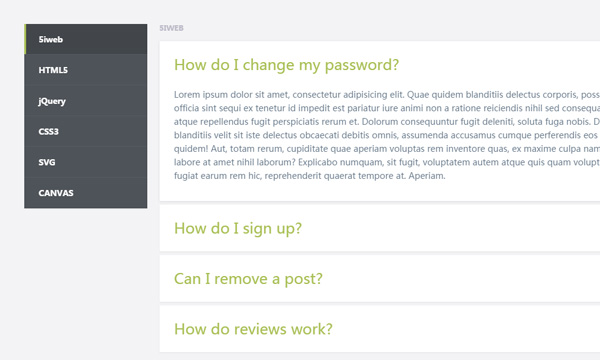 5iweb
HTML5
jQuery
CSS3
SVG
CANVAS
5IWEB
How do I change my password?
Lorem ipsum dolor sit amet, consectetur adipisicing elit. Quae quidem blanditiis delectus corporis, poss
officia sint sequi ex tenetur id impedit est pariatur iure animi non a ratione reiciendis nihil sed consequa
atque repellendus fugit perspiciatis rerum et. Dolorum consequuntur fugit deleniti, soluta fuga nobis. D
blanditiis velit sit iste delectus obcaecati debitis omnis, assumenda accusamus cumque perferendis eos
quidem! Aut, totam rerum, cupiditate quae aperiam voluptas rem inventore quas, ex maxime culpa nam
labore at amet nihil laborum? Explicabo numquam, sit fugit, voluptatem autem atque quis quam volupt
fugiat earum rem hic, reprehenderit quaerat tempore at. Aperiam.
How do I sign up?
Can I remove a post?
How do reviews work?